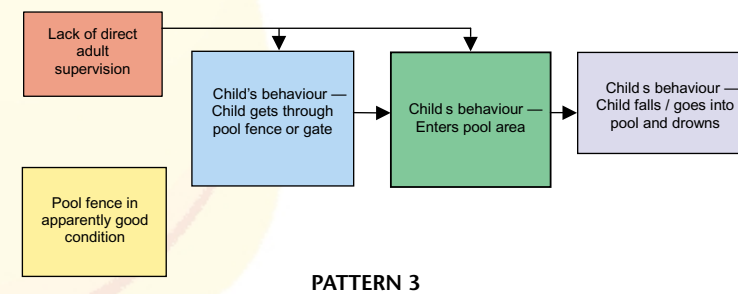 Lack of direct
adult
supervision
Child’s behaviour —
Child gets through
pool fence or gate
Child s behaviour —
Enters pool area
Child s behaviour —
Child falls / goes into
pool and drowns
Pool fence in
apparently good
condition
PATTERN 3